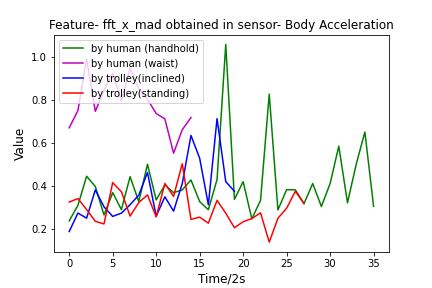 Feature- fft_x_mad obtained in sensor- Body Acceleration
by human (handhold)
by human (waist)
by trolley(inclined)
by trolley(standing)
Value
1.0
0.8
0.6
0.4
0.2
0 5 10 15 20 25 30 35
Time/2s